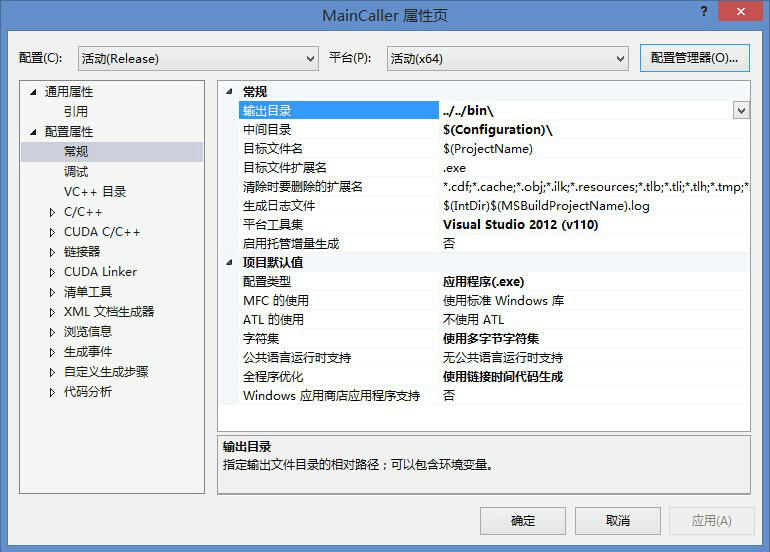 MainCaller 属性页
配置(C): 活动(Release) 平台(P): 活动(x64) 配置管理器(O)...
通用属性
引用
配置属性
常规
调试
VC++ 目录
C/C++
CUDA C/C++
链接器
CUDA Linker
清单工具
XML 文档生成器
浏览信息
生成事件
自定义生成步骤
代码分析
常规
输出目录 ../../bin\
中间目录 $(Configuration)\
目标文件名 $(ProjectName)
目标文件扩展名 .exe
清除时要删除的扩展名 *.cdf;*.cache;*.obj;*.ilk;*.resources;*.tlb;*.tli;*.tlh;*.tmp;*
生成日志文件 $(IntDir)$(MSBuildProjectName).log
平台工具集 Visual Studio 2012 (v110)
启用托管增量生成 否
项目默认值
配置类型 应用程序(.exe)
MFC 的使用 使用标准 Windows 库
ATL 的使用 不使用 ATL
字符集 使用多字节字符集
公共语言运行时支持 无公共语言运行时支持
全程序优化 使用链接时间代码生成
Windows 应用商店应用程序支持 否
输出目录
指定输出文件目录的相对路径；可以包含环境变量。
确定 取消 应用(A)